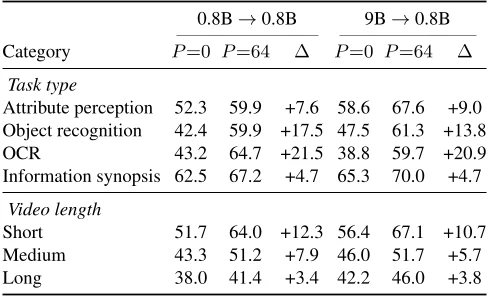 0.8B → 0.8B 9B → 0.8B
Category P=0 P=64 Δ P=0 P=64 Δ
Task type
Attribute perception 52.3 59.9 +7.6 58.6 67.6 +9.0
Object recognition 42.4 59.9 +17.5 47.5 61.3 +13.8
OCR 43.2 64.7 +21.5 38.8 59.7 +20.9
Information synopsis 62.5 67.2 +4.7 65.3 70.0 +4.7
Video length
Short 51.7 64.0 +12.3 56.4 67.1 +10.7
Medium 43.3 51.2 +7.9 46.0 51.7 +5.7
Long 38.0 41.4 +3.4 42.2 46.0 +3.8